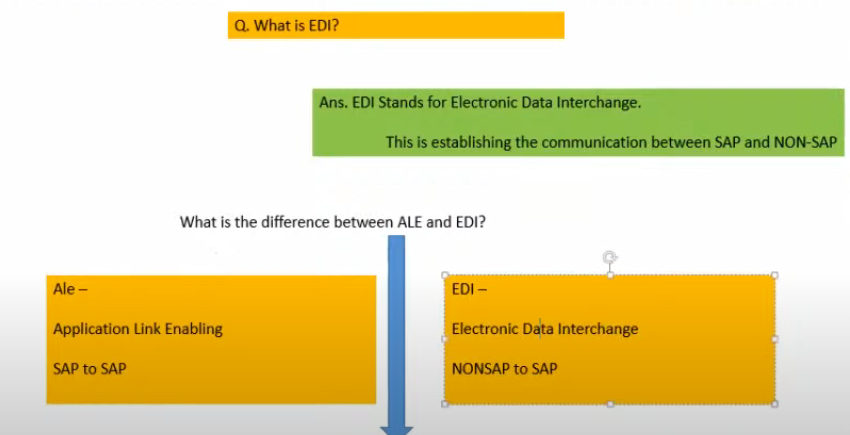 Q. What is EDI?
Ans. EDI Stands for Electronic Data Interchange.
This is establishing the communication between SAP and NON-SAP
What is the difference between ALE and EDI?
Ale –
Application Link Enabling
SAP to SAP
EDI –
Electronic Data Interchange
NONSAP to SAP